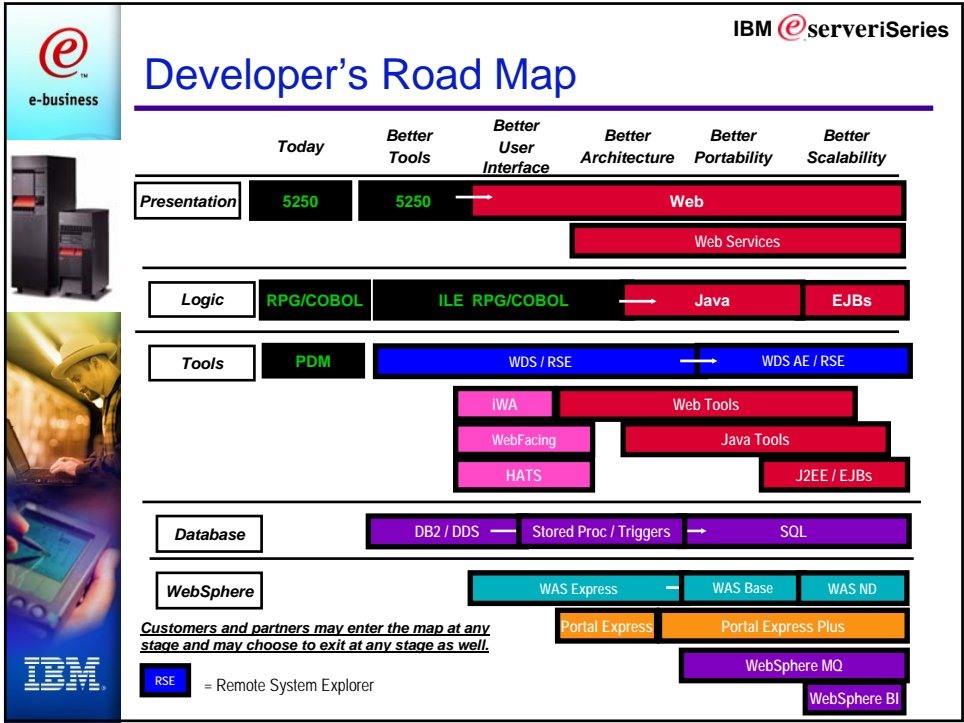 IBM eserver iSeries
e
TM
e-business
Developer's Road Map
Today
Better
Tools
Better
User
Interface
Better
Architecture
Better
Portability
Better
Scalability
Presentation
5250
5250
Web
Web Services
Logic
RPG/COBOL
ILE RPG/COBOL
Java
EJBs
Tools
PDM
WDS / RSE
WDS AE / RSE
iWA
Web Tools
WebFacing
Java Tools
HATS
J2EE / EJBs
Database
DB2 / DDS
Stored Proc / Triggers
SQL
WebSphere
WAS Express
WAS Base
WAS ND
Portal Express
Portal Express Plus
WebSphere MQ
WebSphere BI
Customers and partners may enter the map at any
stage and may choose to exit at any stage as well.
RSE = Remote System Explorer
IBM